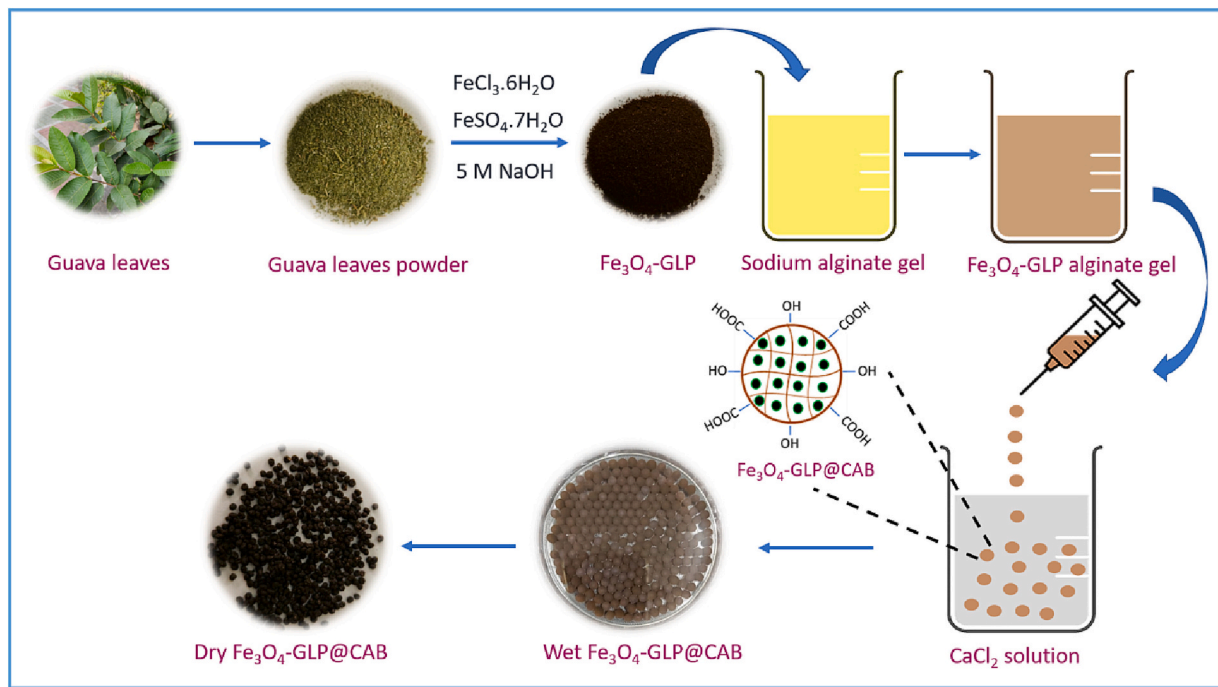 FeCl₃.6H₂O
FeSO₄.7H₂O
5 M NaOH
Guava leaves
Guava leaves powder
Fe₃O₄-GLP
Sodium alginate gel
Fe₃O₄-GLP alginate gel
OH
HOOC
COOH
HO
OH
HOOC
COOH
OH
Fe₃O₄-GLP@CAB
Dry Fe₃O₄-GLP@CAB
Wet Fe₃O₄-GLP@CAB
CaCl₂ solution